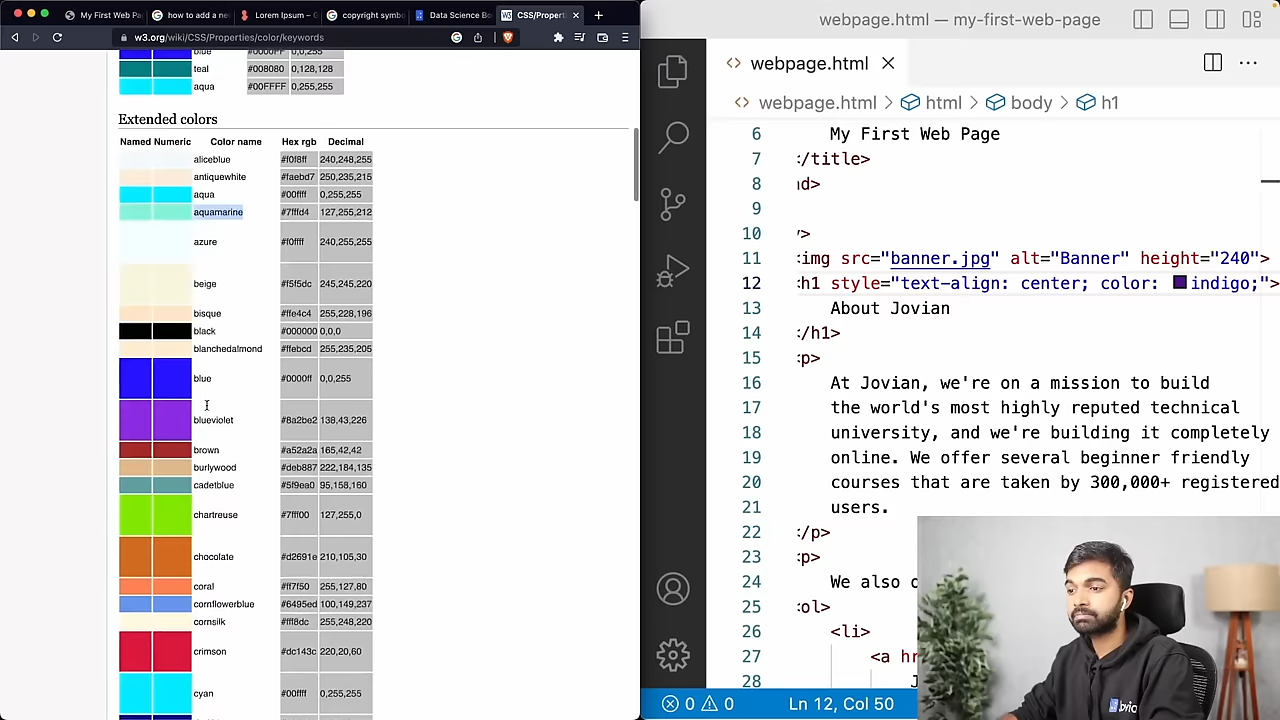 My First Web P
how to add a ne
Lorem Ipsum – G
copyright symbo
Data Science Bo
CSS/Propert
w3.org/wiki/CSS/Properties/color/keywords
blue #0000FF 0,0,255
teal #008080 0,128,128
aqua #00FFFF 0,255,255
Extended colors
Named Numeric Color name Hex rgb Decimal
aliceblue #f0f8ff 240,248,255
antiquewhite #faebd7 250,235,215
aqua #00ffff 0,255,255
aquamarine #7fffd4 127,255,212
azure #f0ffff 240,255,255
beige #f5f5dc 245,245,220
bisque #ffe4c4 255,228,196
black #000000 0,0,0
blanchedalmond #ffebcd 255,235,205
blue #0000ff 0,0,255
blueviolet #8a2be2 138,43,226
brown #a52a2a 165,42,42
burlywood #deb887 222,184,135
cadetblue #5f9ea0 95,158,160
chartreuse #7fff00 127,255,0
chocolate #d2691e 210,105,30
coral #ff7f50 255,127,80
cornflowerblue #6495ed 100,149,237
cornsilk #fff8dc 255,248,220
crimson #dc143c 220,20,60
cyan #00ffff 0,255,255
webpage.html — my-first-web-page
webpage.html
webpage.html > html > body > h1
6 My First Web Page
7 /title>
8 d>
9
10 >
11 img src="banner.jpg" alt="Banner" height="240">
12 h1 style="text-align: center; color: indigo;">
13 About Jovian
14 </h1>
15 p>
16 At Jovian, we're on a mission to build
17 the world's most highly reputed technical
18 university, and we're building it completely
19 online. We offer several beginner friendly
20 courses that are taken by 300,000+ registered
21 users.
22 /p>
23 p>
24 We also o
25 ol>
26 <li>
27 <a hr
28 J
0 0 Ln 12, Col 50